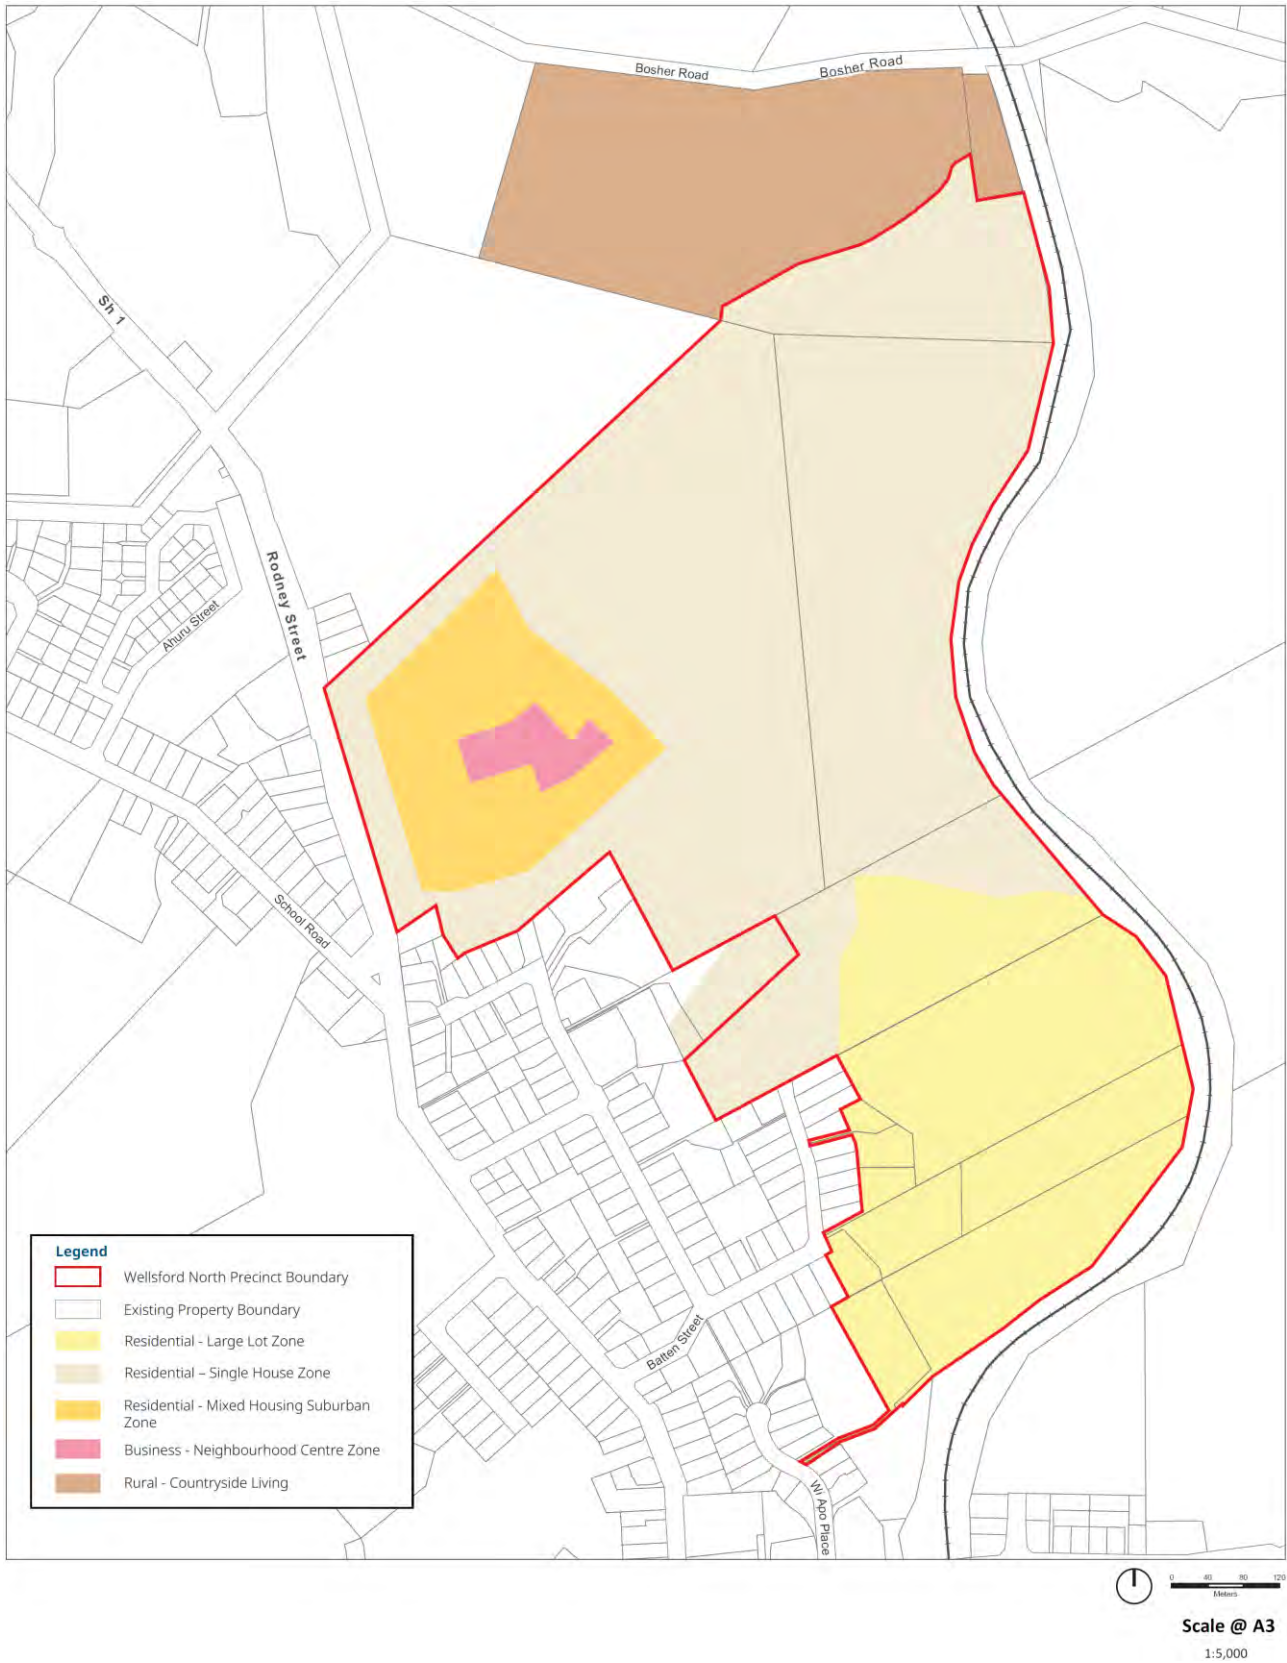 Bosher Road
Bosher Road
Sh 1
Rodney Street
Ahuru Street
School Road
Batten Street
Wi Apo Place
Legend
Wellsford North Precinct Boundary
Existing Property Boundary
Residential - Large Lot Zone
Residential – Single House Zone
Residential - Mixed Housing Suburban
Zone
Business - Neighbourhood Centre Zone
Rural - Countryside Living
0 40 80 120
Meters
Scale @ A3
1:5,000